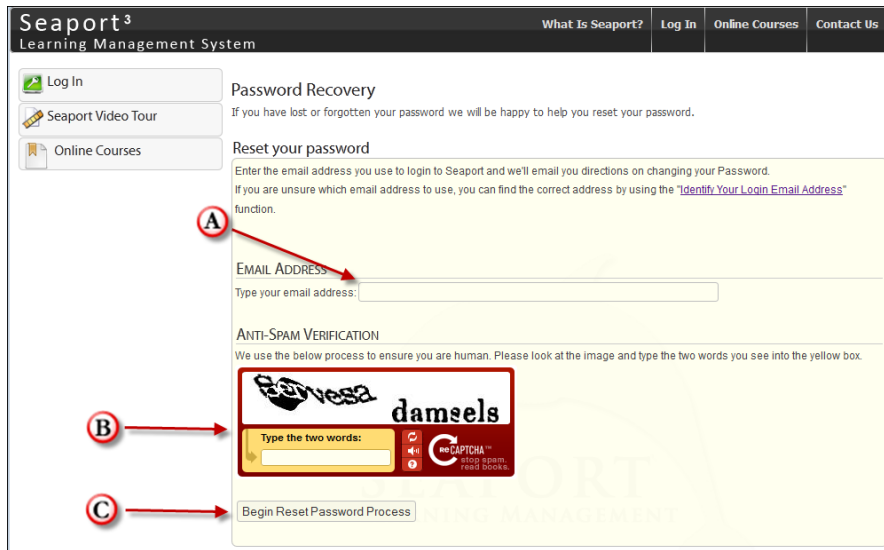 Seaport³
Learning Management System
What Is Seaport? Log In Online Courses Contact Us
Log In
Seaport Video Tour
Online Courses
Password Recovery
If you have lost or forgotten your password we will be happy to help you reset your password.
Reset your password
Enter the email address you use to login to Seaport and we'll email you directions on changing your Password.
If you are unsure which email address to use, you can find the correct address by using the "Identify Your Login Email Address"
function.
A
EMAIL ADDRESS
Type your email address:
ANTI-SPAM VERIFICATION
We use the below process to ensure you are human. Please look at the image and type the two words you see into the yellow box.
damsels
B
Type the two words:
reCAPTCHA™
stop spam.
read books.
C
Begin Reset Password Process
SEAPORT
LEARNING MANAGEMENT